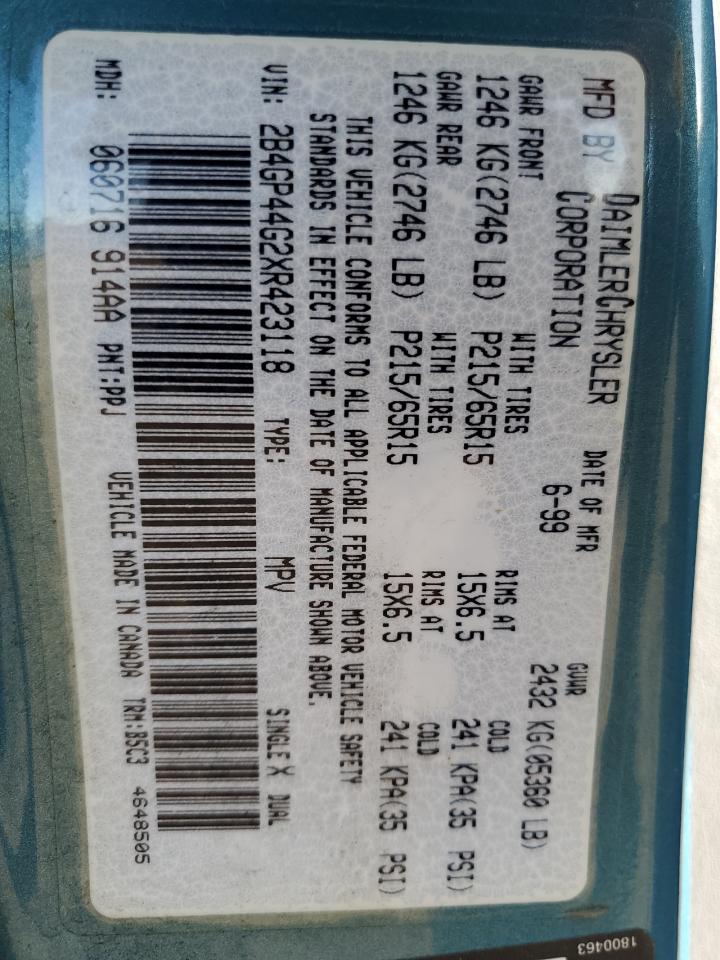 MFD BY DAIMLERCHRYSLER CORPORATION DATE OF MFR 6-99 GVWR 2432 KG(05360 LB)
GAWR FRONT WITH TIRES RIMS AT COLD
1246 KG(2746 LB) P215/65R15 15X6.5 241 KPA(35 PSI)
GAWR REAR WITH TIRES RIMS AT COLD
1246 KG(2746 LB) P215/65R15 15X6.5 241 KPA(35 PSI)
THIS VEHICLE CONFORMS TO ALL APPLICABLE FEDERAL MOTOR VEHICLE SAFETY
STANDARDS IN EFFECT ON THE DATE OF MANUFACTURE SHOWN ABOVE.
VIN: 2B4GP44G2XR423118 TYPE: MPV SINGLE X DUAL
MDH: 060716 914AA PNT:PPJ VEHICLE MADE IN CANADA TRM:B5C3 4648505
1800463